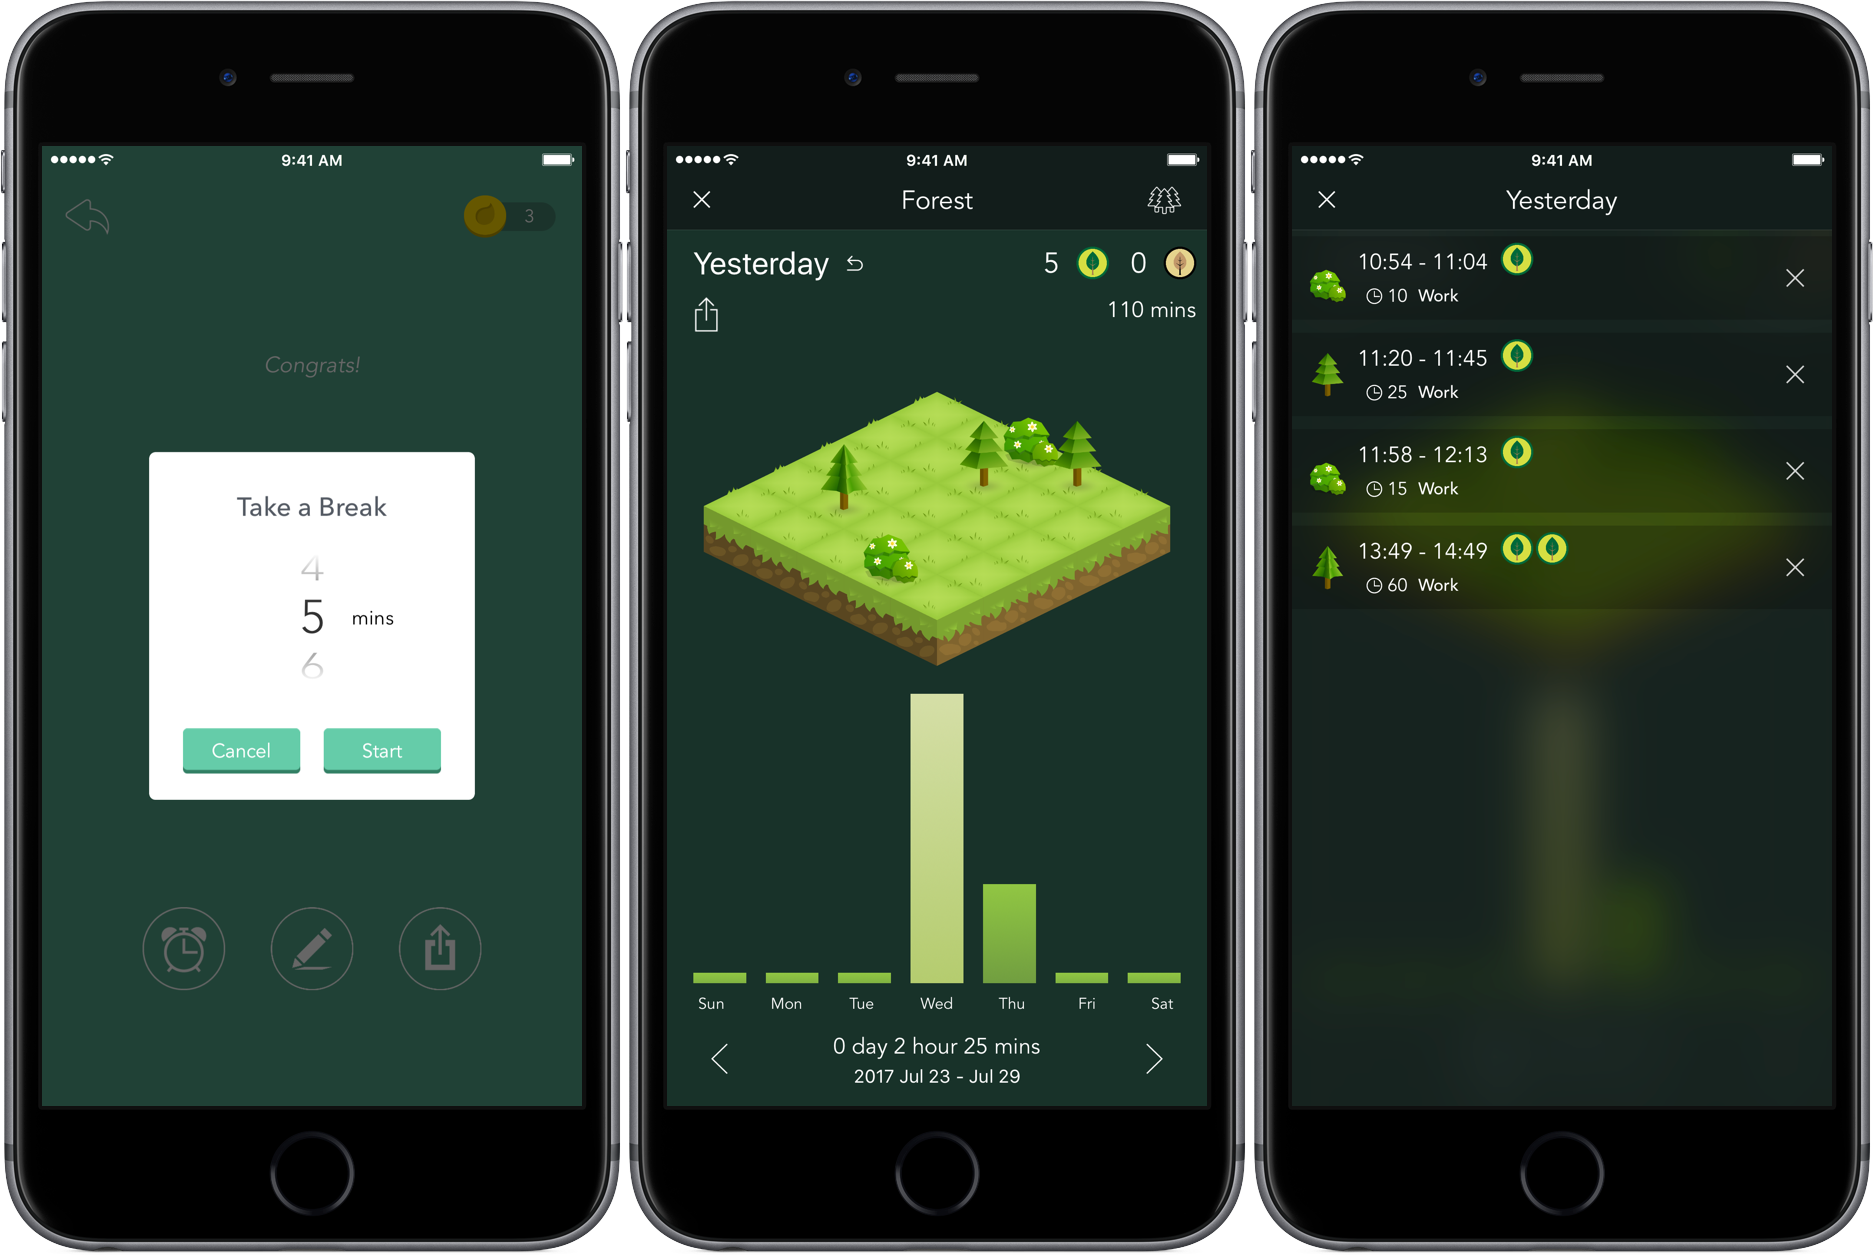 9:41 AM
3
Congrats!
Take a Break
4
5 mins
6
Cancel Start
9:41 AM
Forest
Yesterday 5 0
110 mins
Sun Mon Tue Wed Thu Fri Sat
0 day 2 hour 25 mins
2017 Jul 23 - Jul 29
9:41 AM
Yesterday
10:54 - 11:04
10 Work
11:20 - 11:45
25 Work
11:58 - 12:13
15 Work
13:49 - 14:49
60 Work